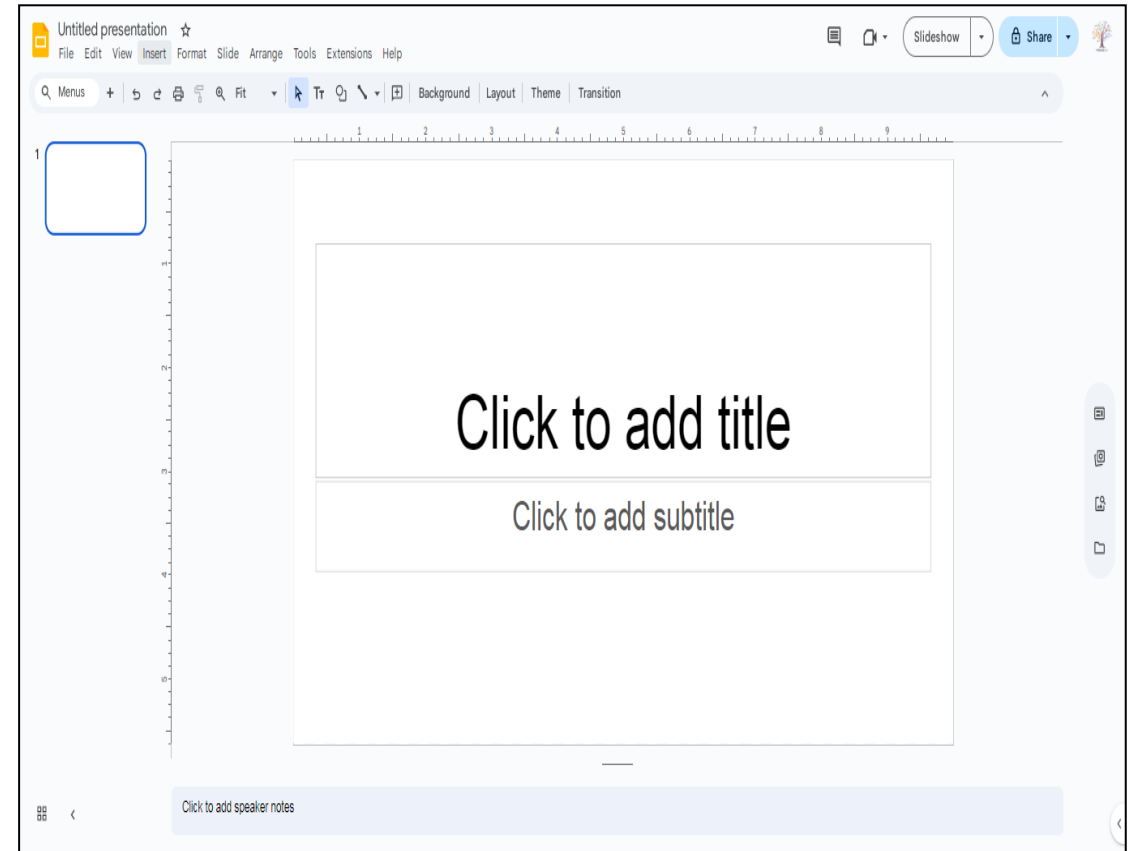 Untitled presentation
File Edit View Insert Format Slide Arrange Tools Extensions Help
Slideshow
Share
Menus
Fit
Tт
Background
Layout
Theme
Transition
1 2 3 4 5 6 7 8 9
1
1
2
3
4
5
Click to add title
Click to add subtitle
Click to add speaker notes